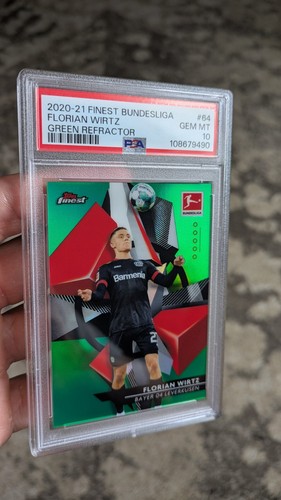 2020-21 FINEST BUNDESLIGA #64
FLORIAN WIRTZ GEM MT
GREEN REFRACTOR 10
PSA 108679490
Topps
finest
BUNDESLIGA
Barmenia
FLORIAN WIRTZ
BAYER 04 LEVERKUSEN